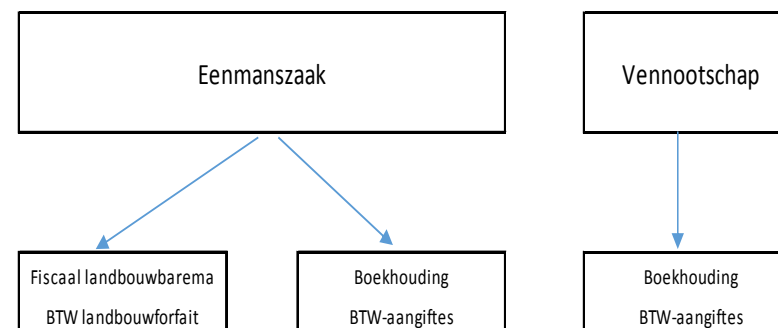 Eenmanszaak
Vennootschap
Fiscaal landbouwbarema
BTW landbouwforfait
Boekhouding
BTW-aangiftes
Boekhouding
BTW-aangiftes